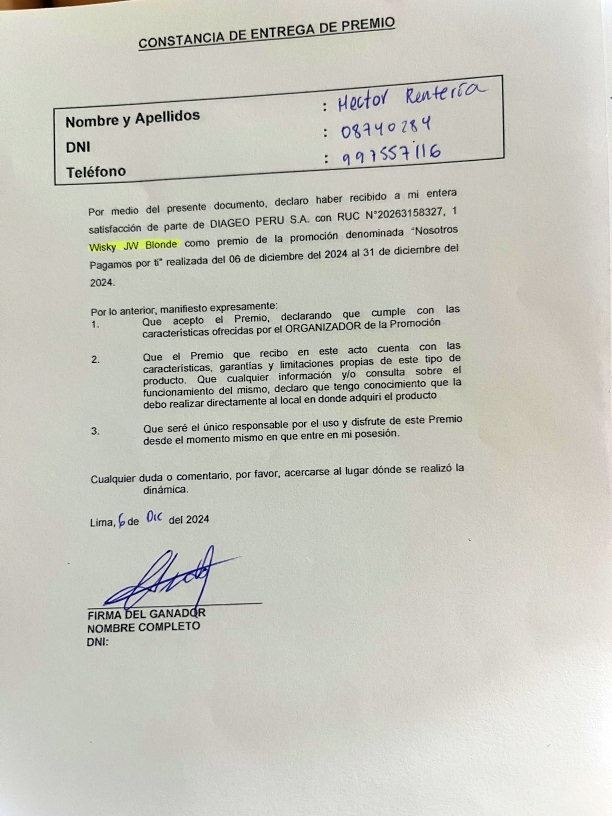 CONSTANCIA DE ENTREGA DE PREMIO
Nombre y Apellidos : Hector Rentería
DNI : 08740284
Teléfono : 997557116
Por medio del presente documento, declaro haber recibido a mi entera
satisfacción de parte de DIAGEO PERU S.A. con RUC N°20263158327, 1
Wisky JW Blonde como premio de la promoción denominada "Nosotros
Pagamos por ti" realizada del 06 de diciembre del 2024 al 31 de diciembre del
2024.
Por lo anterior, manifiesto expresamente:
1. Que acepto el Premio, declarando que cumple con las
características ofrecidas por el ORGANIZADOR de la Promoción
2. Que el Premio que recibo en este acto cuenta con las
características, garantías y limitaciones propias de este tipo de
producto. Que cualquier información y/o consulta sobre el
funcionamiento del mismo, declaro que tengo conocimiento que la
debo realizar directamente al local en donde adquirí el producto
3. Que seré el único responsable por el uso y disfrute de este Premio
desde el momento mismo en que entre en mi posesión.
Cualquier duda o comentario, por favor, acercarse al lugar dónde se realizó la
dinámica.
Lima, 6 de Dic del 2024
FIRMA DEL GANADOR
NOMBRE COMPLETO
DNI: